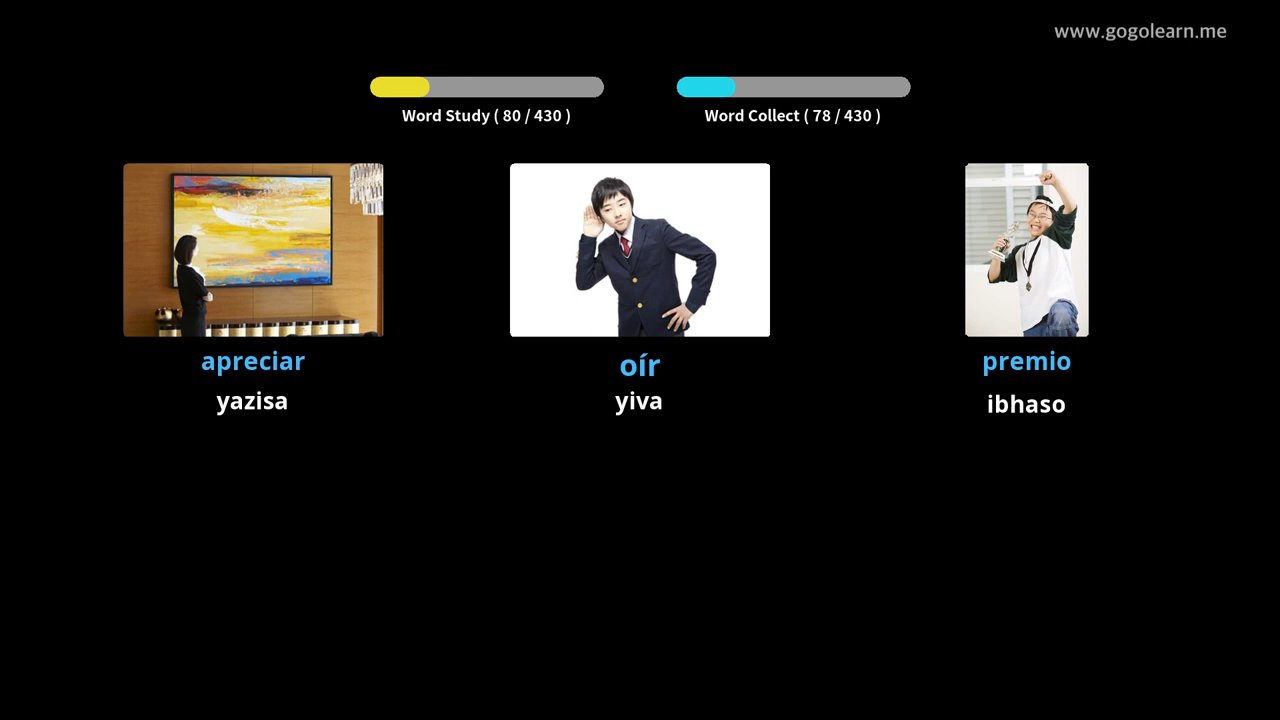 www.gogolearn.me
Word Study ( 80 / 430 )
Word Collect ( 78 / 430 )
apreciar
yazisa
oír
yiva
premio
ibhaso